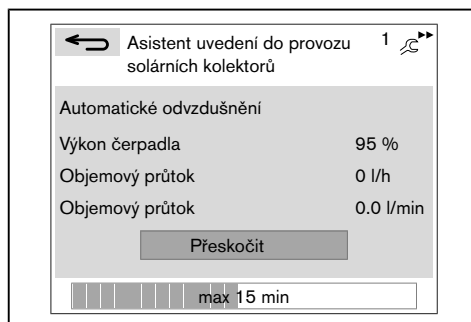 Asistent uvedení do provozu 1
solárních kolektorů
Automatické odvzdušnění
Výkon čerpadla 95 %
Objemový průtok 0 l/h
Objemový průtok 0.0 l/min
Přeskočit
max 15 min